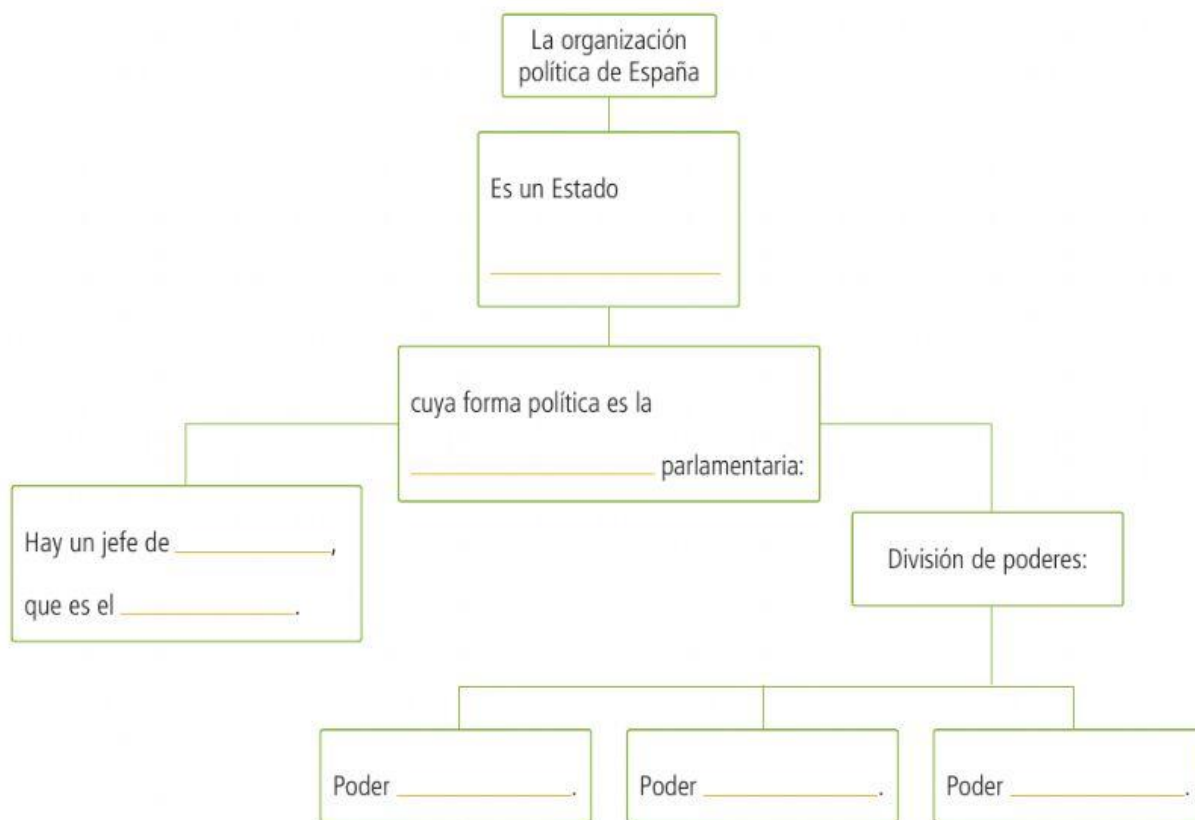 La organización
política de España
Es un Estado
cuya forma política es la
parlamentaria:
Hay un jefe de ,
que es el .
División de poderes:
Poder .
Poder .
Poder .